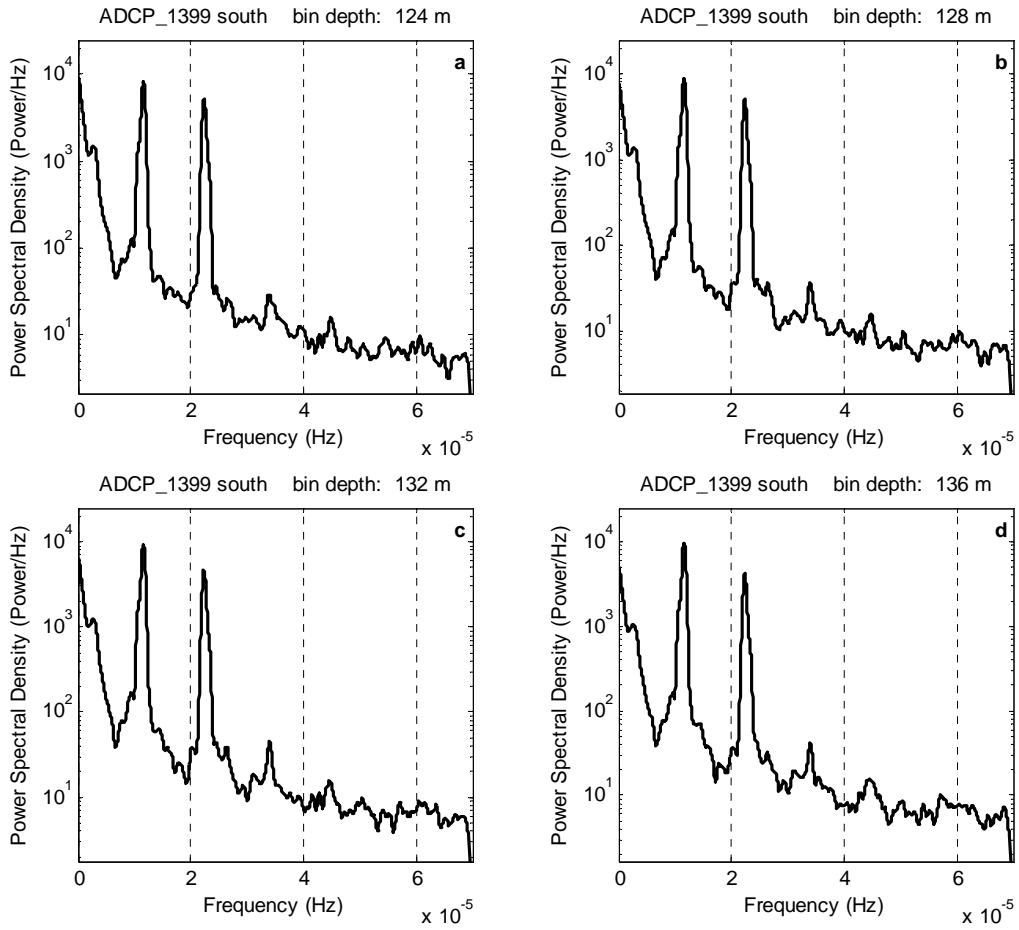 ADCP_1399 south bin depth: 124 m
a
10^4
10^3
10^2
10^1
Power Spectral Density (Power/Hz)
0 2 4 6
Frequency (Hz)
x 10^-5
ADCP_1399 south bin depth: 128 m
b
10^4
10^3
10^2
10^1
Power Spectral Density (Power/Hz)
0 2 4 6
Frequency (Hz)
x 10^-5
ADCP_1399 south bin depth: 132 m
c
10^4
10^3
10^2
10^1
Power Spectral Density (Power/Hz)
0 2 4 6
Frequency (Hz)
x 10^-5
ADCP_1399 south bin depth: 136 m
d
10^4
10^3
10^2
10^1
Power Spectral Density (Power/Hz)
0 2 4 6
Frequency (Hz)
x 10^-5